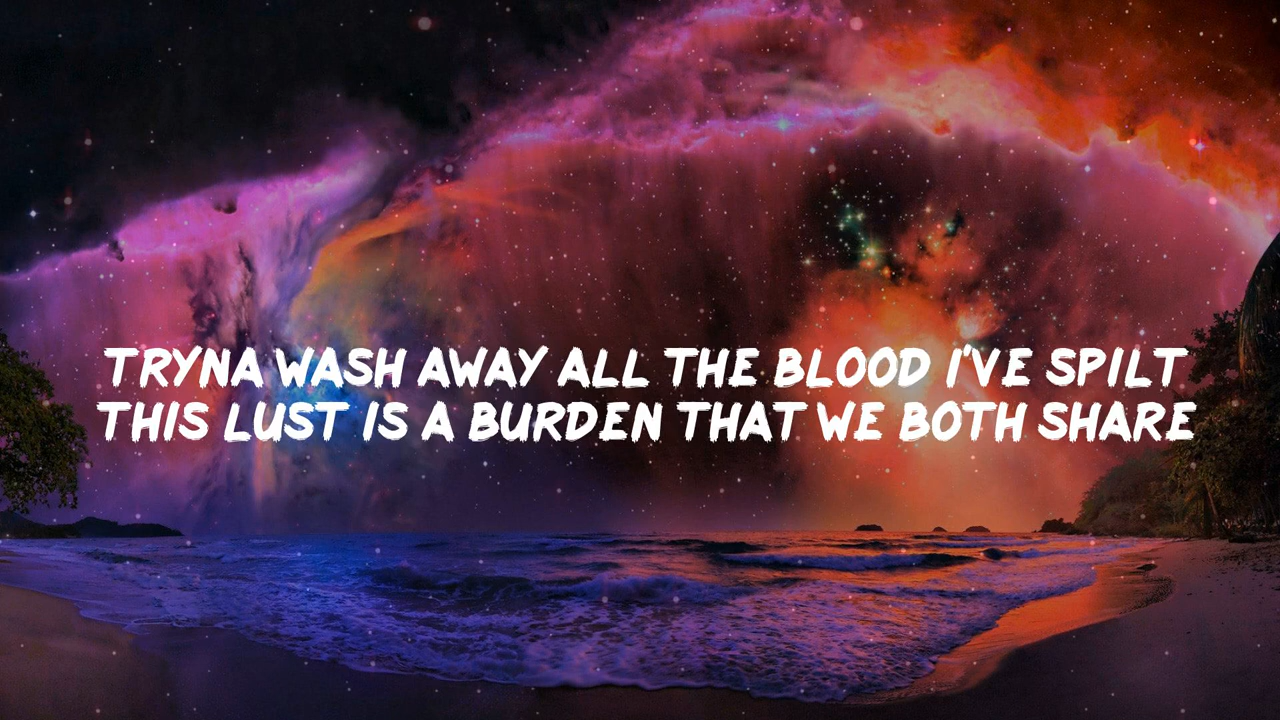 TRYNA WASH AWAY ALL THE BLOOD I'VE SPILT
THIS LUST IS A BURDEN THAT WE BOTH SHARE